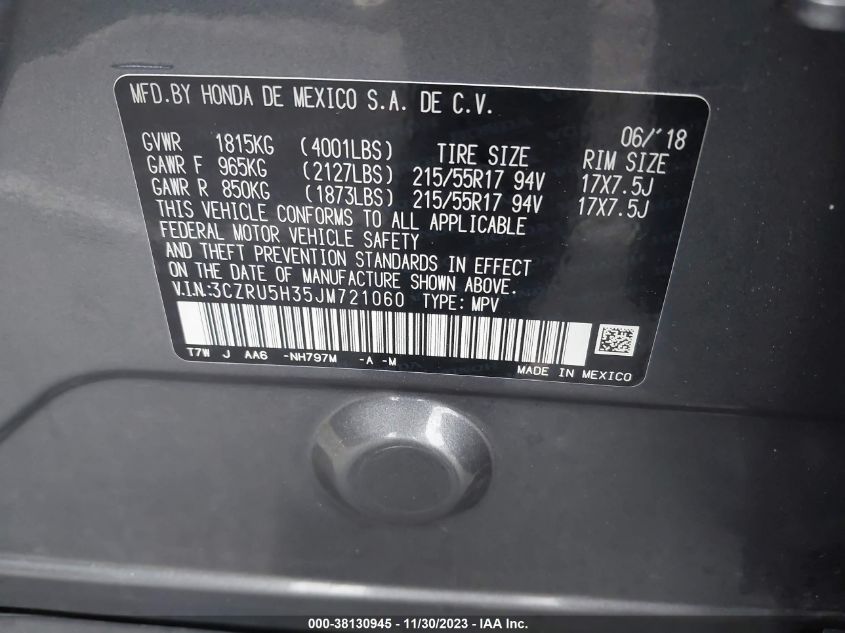 MFD.BY HONDA DE MEXICO S.A. DE C.V.
06/'18
GVWR 1815KG (4001LBS) TIRE SIZE RIM SIZE
GAWR F 965KG (2127LBS) 215/55R17 94V 17X7.5J
GAWR R 850KG (1873LBS) 215/55R17 94V 17X7.5J
THIS VEHICLE CONFORMS TO ALL APPLICABLE
FEDERAL MOTOR VEHICLE SAFETY
AND THEFT PREVENTION STANDARDS IN EFFECT
ON THE DATE OF MANUFACTURE SHOWN ABOVE.
V.I.N.:3CZRU5H35JM721060 TYPE: MPV
T7W J AA6 -NH797M -A -M
MADE IN MEXICO
000-38130945 - 11/30/2023 - IAA Inc.